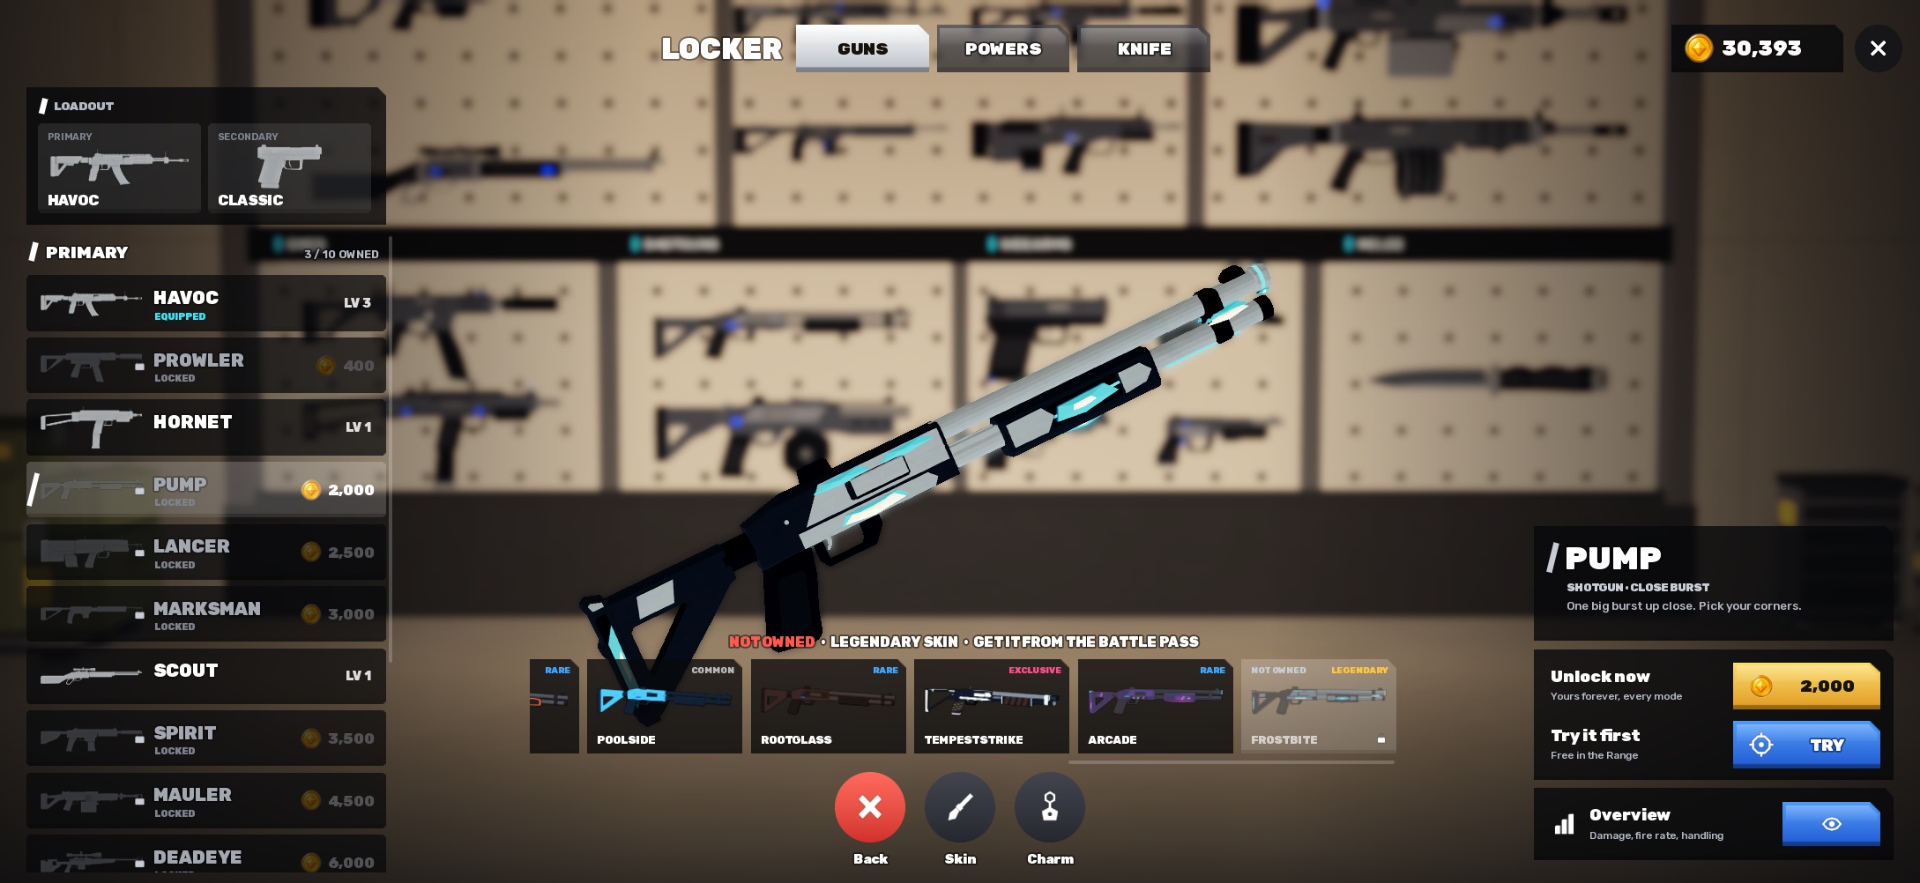 LOCKER
GUNS
POWERS
KNIFE
30,393
LOADOUT
PRIMARY
HAVOC
SECONDARY
CLASSIC
PRIMARY
3 / 10 OWNED
HAVOC
EQUIPPED
LV 3
PROWLER
LOCKED
400
HORNET
LV 1
PUMP
LOCKED
2,000
LANCER
LOCKED
2,500
MARKSMAN
LOCKED
3,000
SCOUT
LV 1
SPIRIT
LOCKED
3,500
MAULER
LOCKED
4,500
DEADEYE
6,000
NOT OWNED · LEGENDARY SKIN · GET IT FROM THE BATTLE PASS
RARE
COMMON
POOLSIDE
RARE
ROOTGLASS
EXCLUSIVE
TEMPESTSTRIKE
RARE
ARCADE
NOT OWNED
LEGENDARY
FROSTBITE
Back
Skin
Charm
PUMP
SHOTGUN · CLOSE BURST
One big burst up close. Pick your corners.
Unlock now
Yours forever, every mode
2,000
Try it first
Free in the Range
TRY
Overview
Damage, fire rate, handling